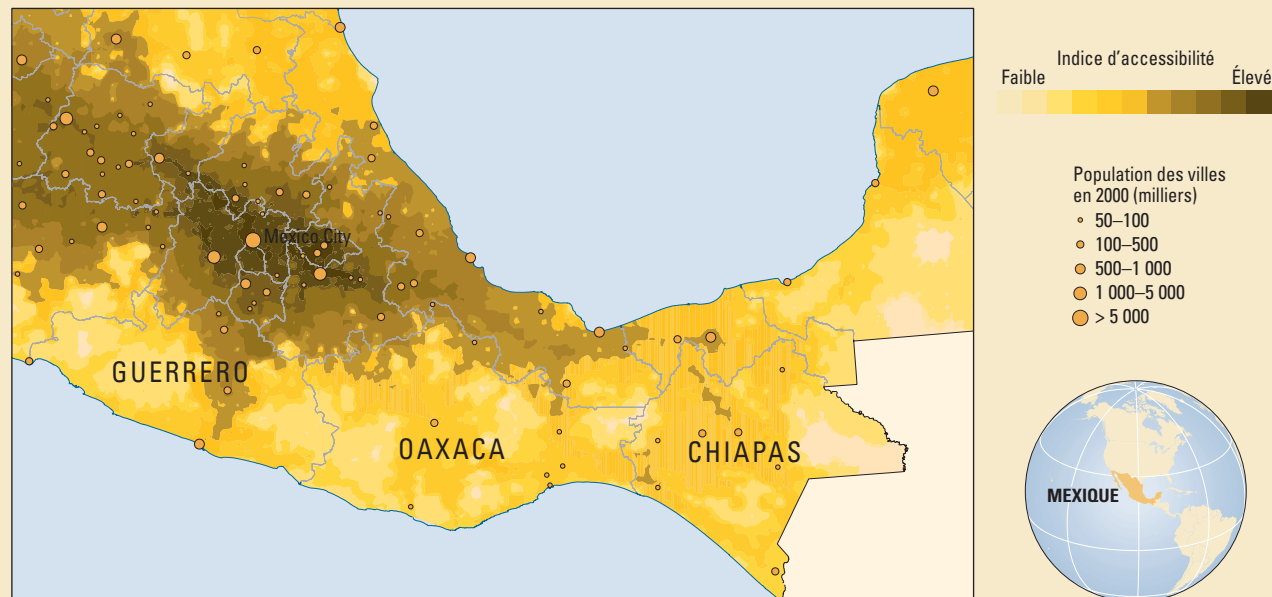 Mexico City
GUERRERO
OAXACA
CHIAPAS
Indice d'accessibilité
Faible
Élevé
Population des villes
en 2000 (milliers)
50–100
100–500
500–1 000
1 000–5 000
> 5 000
MEXIQUE